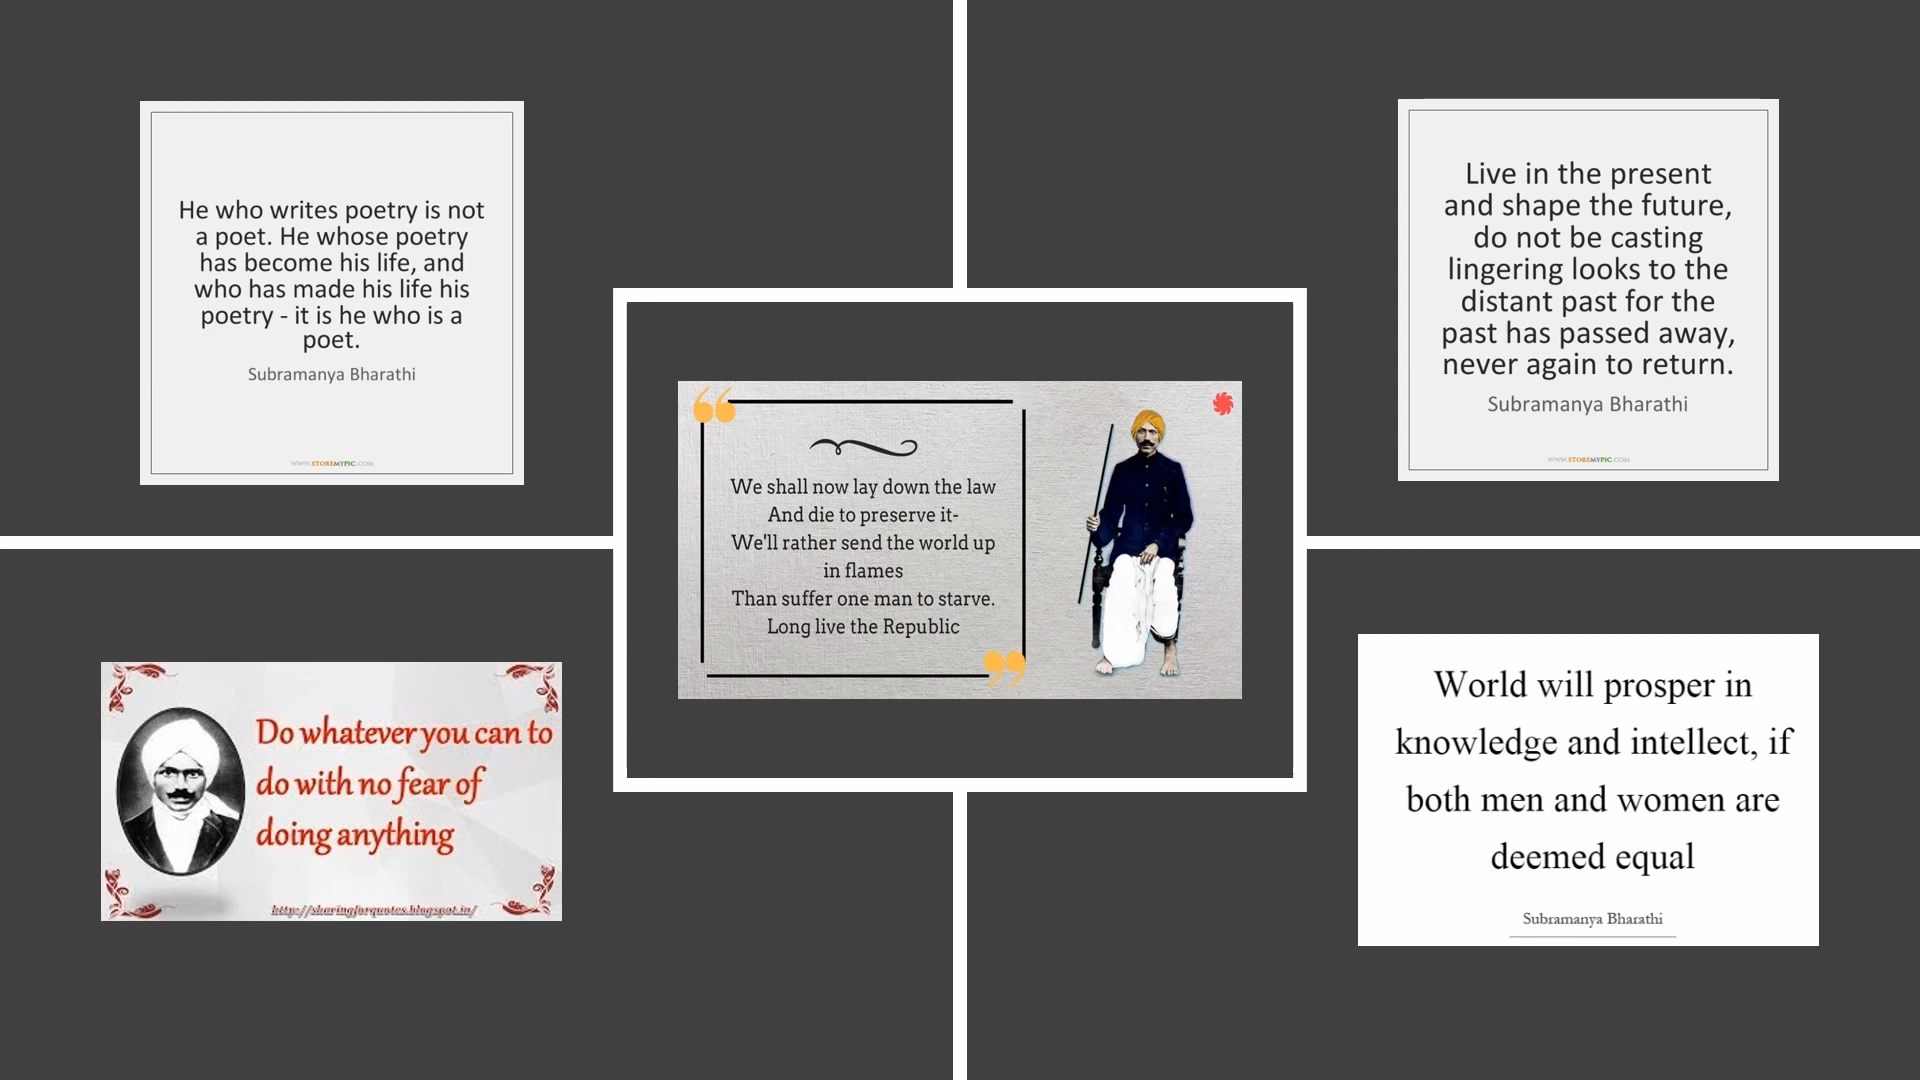 He who writes poetry is not
a poet. He whose poetry
has become his life, and
who has made his life his
poetry - it is he who is a
poet.
Subramanya Bharathi
WWW.STOREMYPIC.COM
Live in the present
and shape the future,
do not be casting
lingering looks to the
distant past for the
past has passed away,
never again to return.
Subramanya Bharathi
WWW.STOREMYPIC.COM
We shall now lay down the law
And die to preserve it-
We'll rather send the world up
in flames
Than suffer one man to starve.
Long live the Republic
Do whatever you can to
do with no fear of
doing anything
http://sharingforquotes.blogspot.in/
World will prosper in
knowledge and intellect, if
both men and women are
deemed equal
Subramanya Bharathi